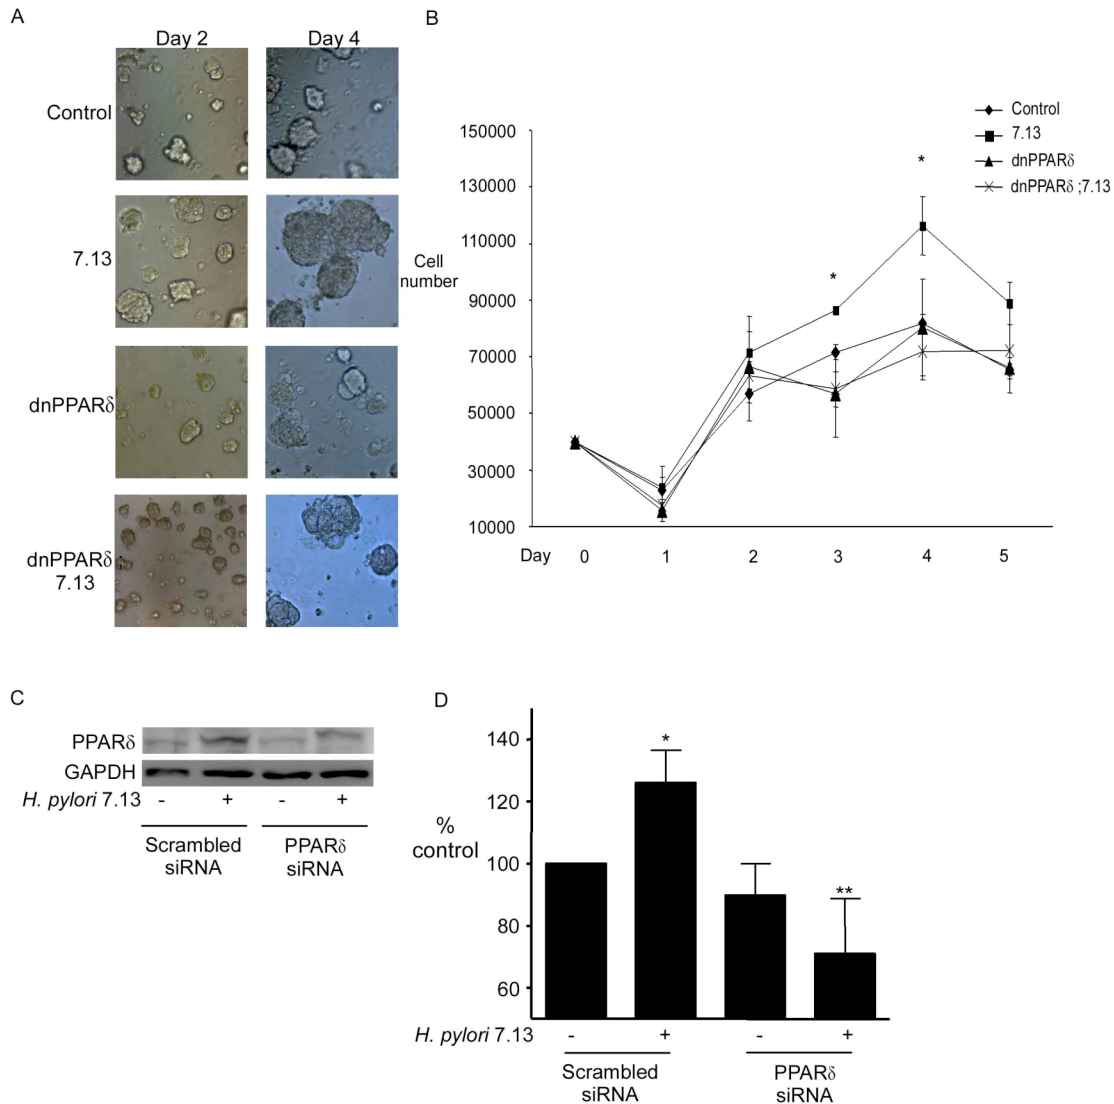 A
Day 2 Day 4
Control
7.13
dnPPARδ
dnPPARδ
7.13
B
Control
7.13
dnPPARδ
dnPPARδ ;7.13
150000
130000
110000
90000
70000
50000
30000
10000
Cell
number
*
*
Day 0 1 2 3 4 5
C
PPARδ
GAPDH
H. pylori 7.13 - + - +
Scrambled
siRNA
PPARδ
siRNA
D
140
120
100
80
60
%
control
*
**
H. pylori 7.13 - + - +
Scrambled
siRNA
PPARδ
siRNA